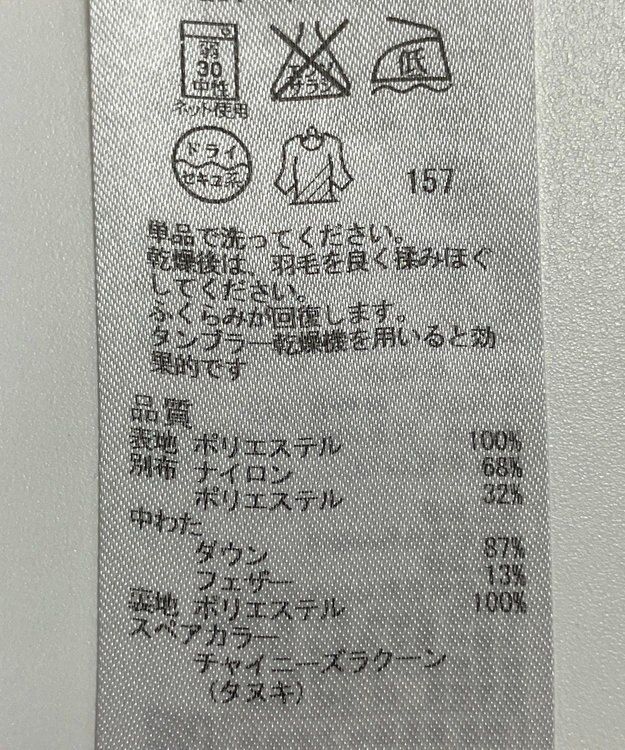 弱
30
中性
ネット使用
エンソ
サラシ
低
ドライ
セキユ系
157
単品で洗ってください。
乾燥後は、羽毛を良く揉みほぐ
してください。
ふくらみが回復します。
タンブラー乾燥機を用いると効
果的です
品質
表地 ポリエステル 100%
別布 ナイロン 68%
ポリエステル 32%
中わた
ダウン 87%
フェザー 13%
裏地 ポリエステル 100%
スペアカラー
チャイニーズラクーン
(タヌキ)